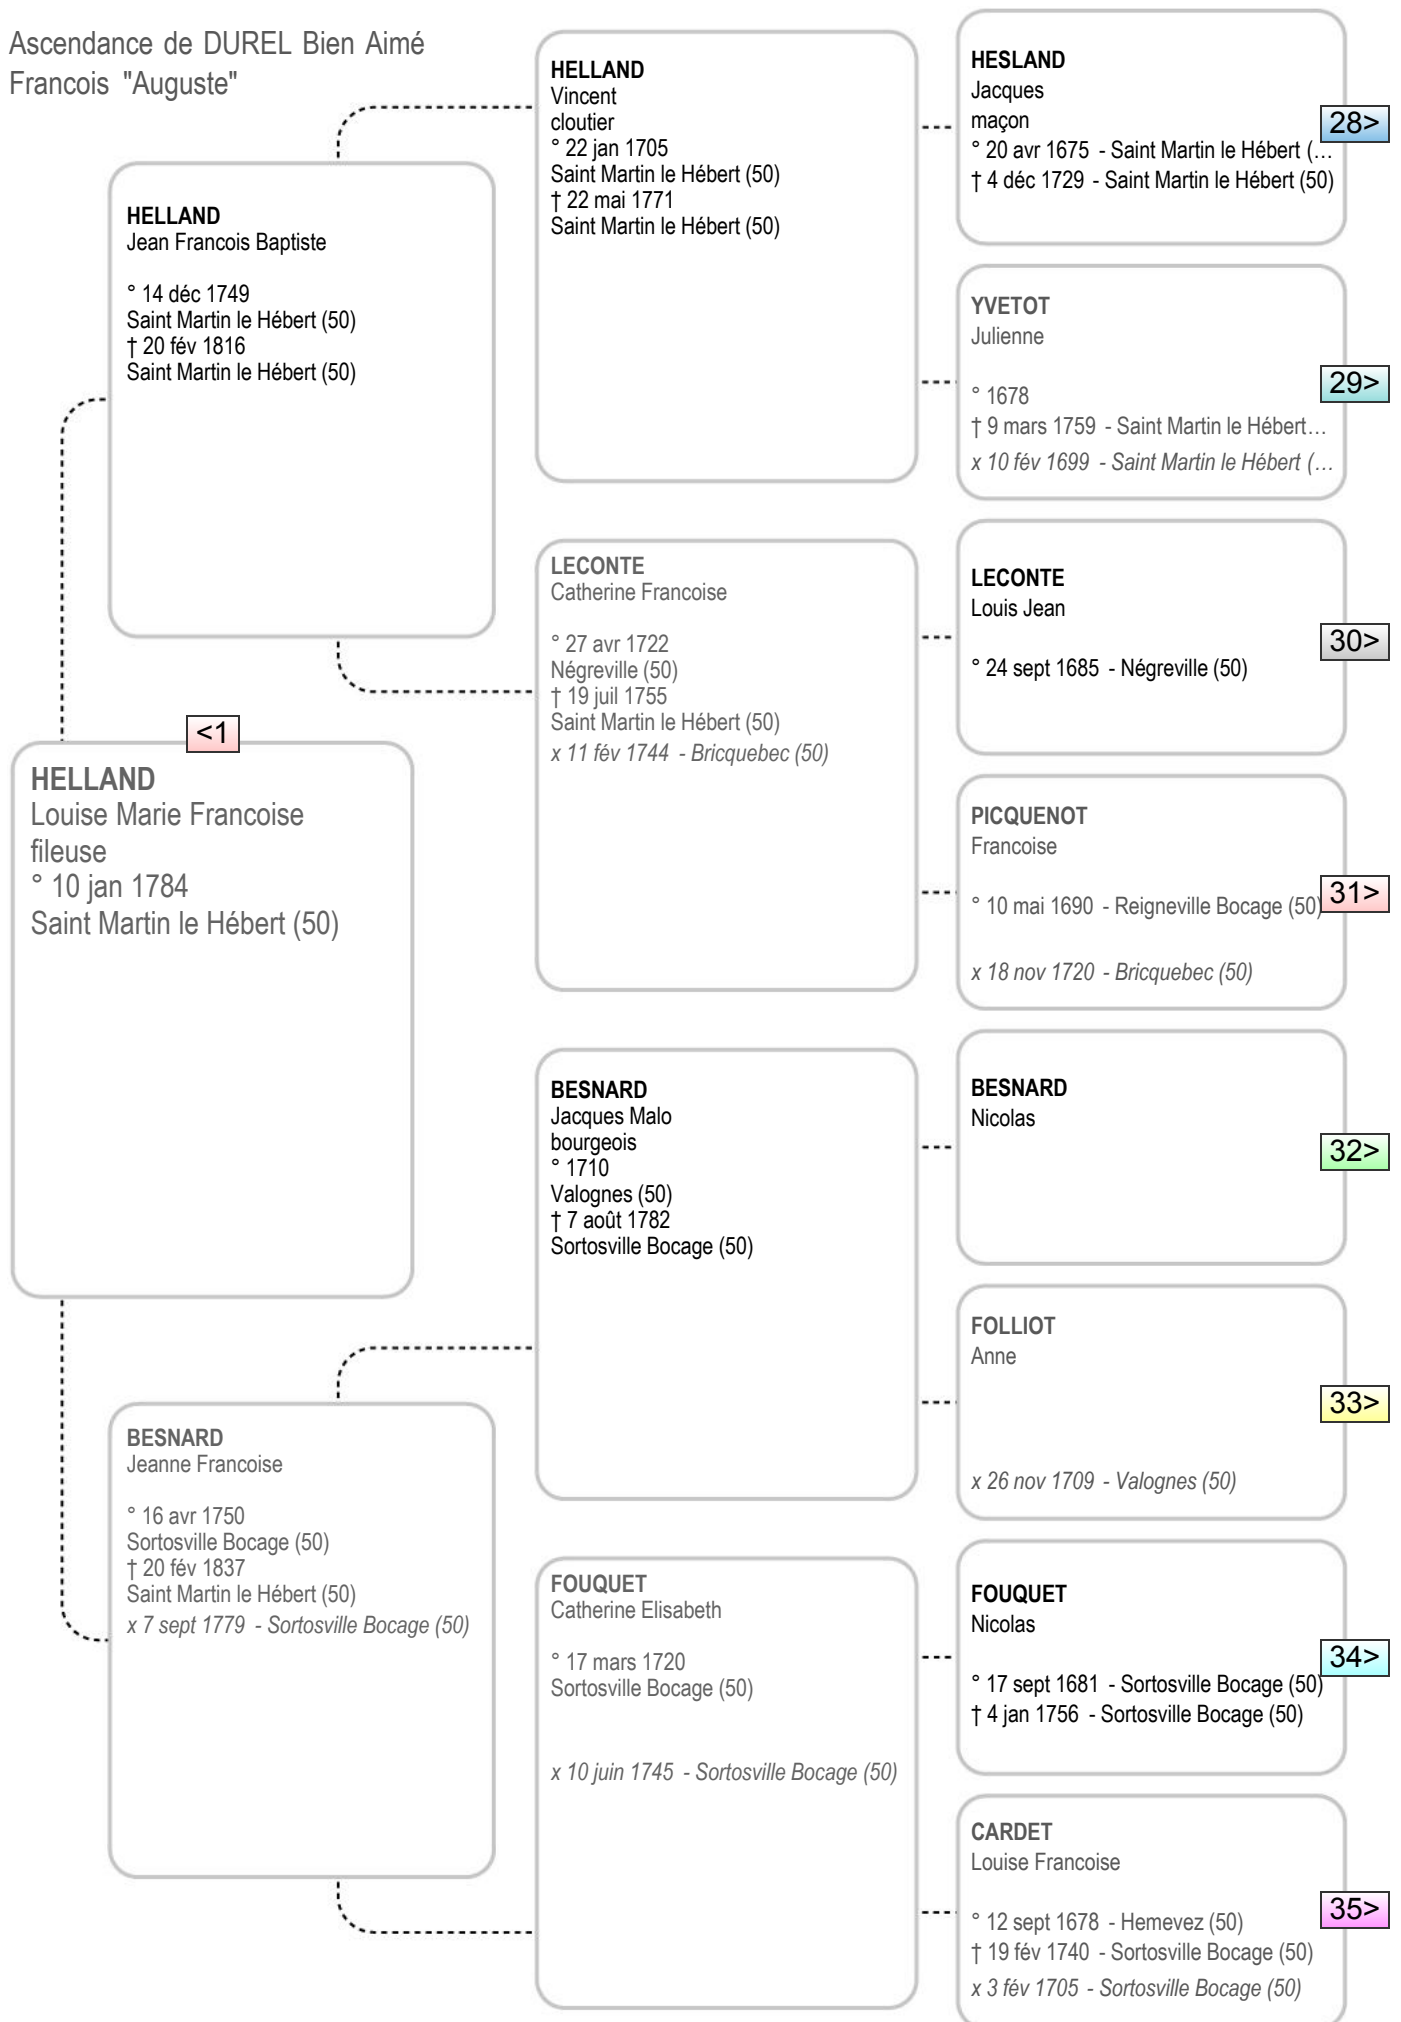 Ascendance de DUREL Bien Aimé
Francois "Auguste"
<1
HELLAND
Louise Marie Francoise
fileuse
° 10 jan 1784
Saint Martin le Hébert (50)
HELLAND
Jean Francois Baptiste
° 14 déc 1749
Saint Martin le Hébert (50)
† 20 fév 1816
Saint Martin le Hébert (50)
BESNARD
Jeanne Francoise
° 16 avr 1750
Sortosville Bocage (50)
† 20 fév 1837
Saint Martin le Hébert (50)
x 7 sept 1779 - Sortosville Bocage (50)
HELLAND
Vincent
cloutier
° 22 jan 1705
Saint Martin le Hébert (50)
† 22 mai 1771
Saint Martin le Hébert (50)
LECONTE
Catherine Francoise
° 27 avr 1722
Négreville (50)
† 19 juil 1755
Saint Martin le Hébert (50)
x 11 fév 1744 - Bricquebec (50)
BESNARD
Jacques Malo
bourgeois
° 1710
Valognes (50)
† 7 août 1782
Sortosville Bocage (50)
FOUQUET
Catherine Elisabeth
° 17 mars 1720
Sortosville Bocage (50)
x 10 juin 1745 - Sortosville Bocage (50)
HESLAND
Jacques
maçon
28>
° 20 avr 1675 - Saint Martin le Hébert (…
† 4 déc 1729 - Saint Martin le Hébert (50)
YVETOT
Julienne
29>
° 1678
† 9 mars 1759 - Saint Martin le Hébert…
x 10 fév 1699 - Saint Martin le Hébert (…
LECONTE
Louis Jean
30>
° 24 sept 1685 - Négreville (50)
PICQUENOT
Francoise
31>
° 10 mai 1690 - Reigneville Bocage (50)
x 18 nov 1720 - Bricquebec (50)
BESNARD
Nicolas
32>
FOLLIOT
Anne
33>
x 26 nov 1709 - Valognes (50)
FOUQUET
Nicolas
34>
° 17 sept 1681 - Sortosville Bocage (50)
† 4 jan 1756 - Sortosville Bocage (50)
CARDET
Louise Francoise
35>
° 12 sept 1678 - Hemevez (50)
† 19 fév 1740 - Sortosville Bocage (50)
x 3 fév 1705 - Sortosville Bocage (50)